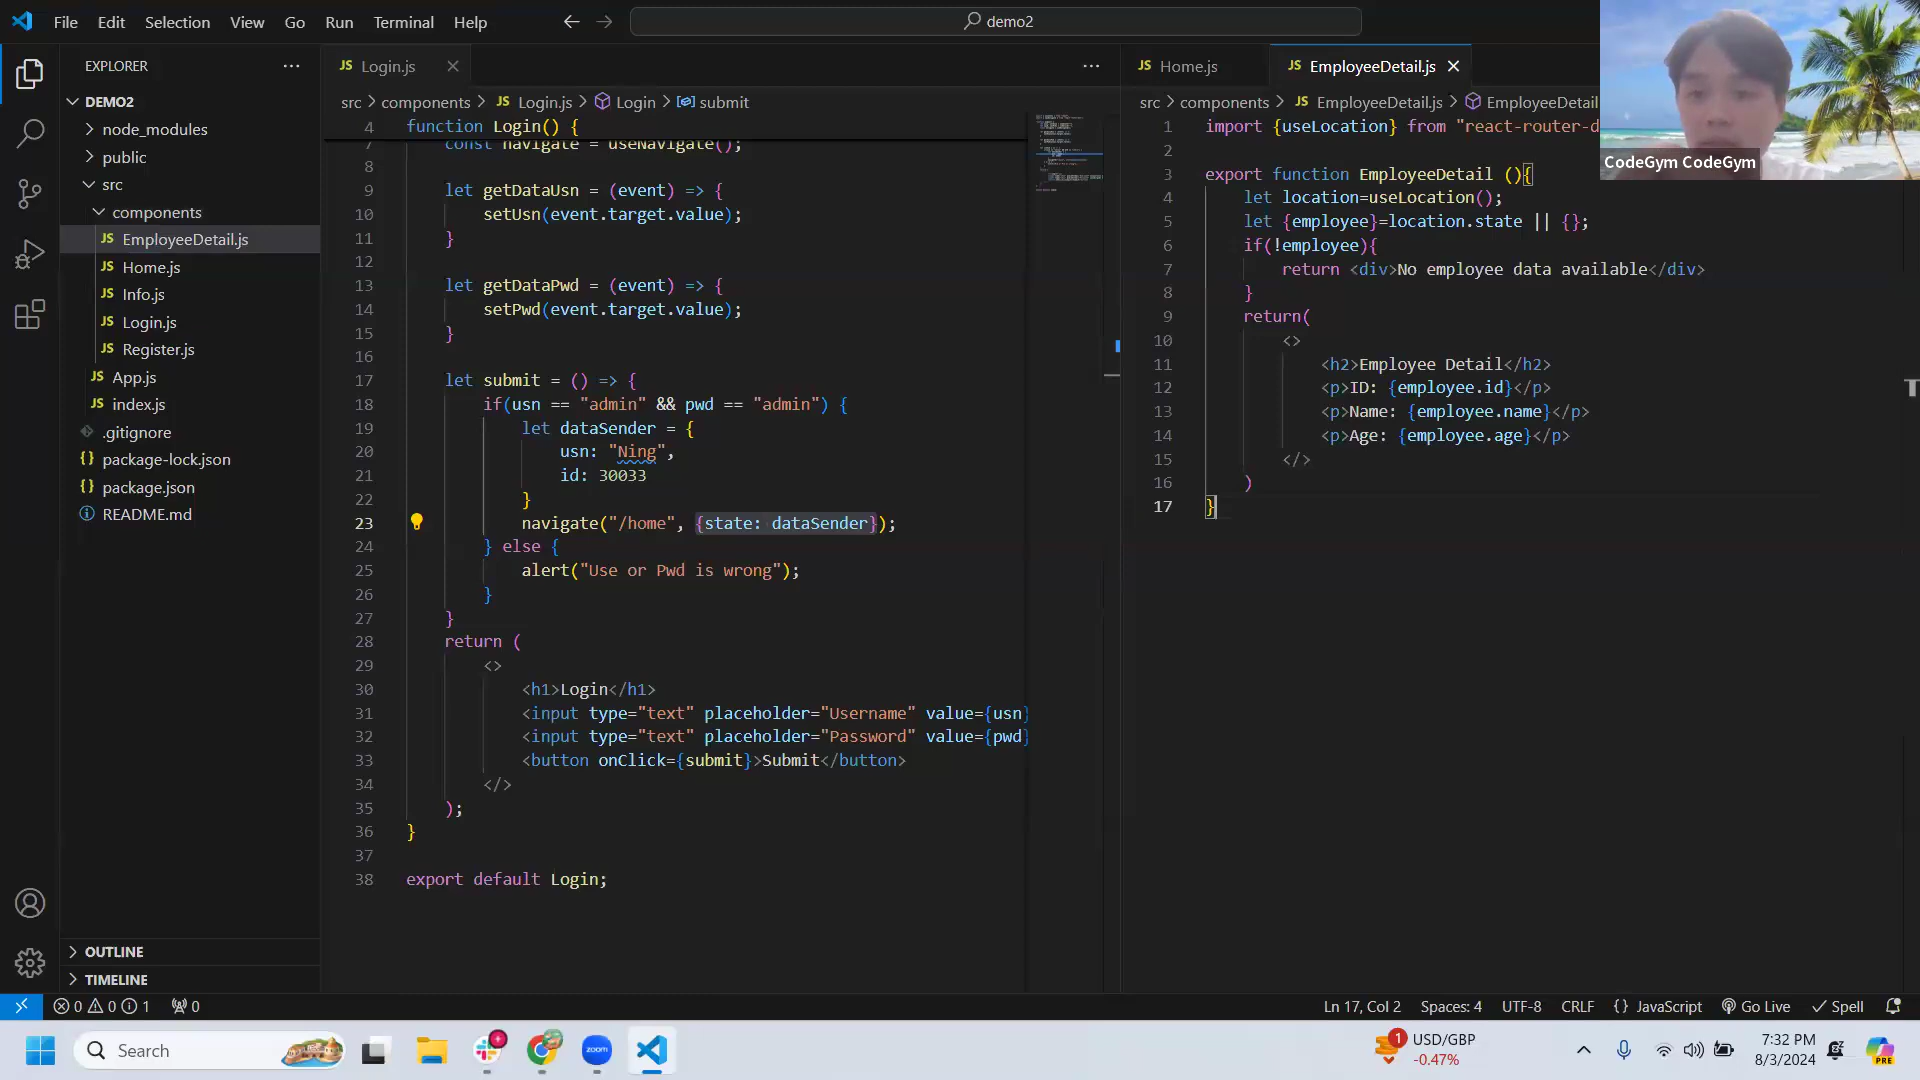 File Edit Selection View Go Run Terminal Help
demo2
EXPLORER
DEMO2
node_modules
public
src
components
JS EmployeeDetail.js
JS Home.js
JS Info.js
JS Login.js
JS Register.js
JS App.js
JS index.js
.gitignore
{} package-lock.json
{} package.json
README.md
OUTLINE
TIMELINE
JS Login.js
src > components > JS Login.js > Login > submit
4 function Login() {
7 const navigate = useNavigate();
8
9 let getDataUsn = (event) => {
10 setUsn(event.target.value);
11 }
12
13 let getDataPwd = (event) => {
14 setPwd(event.target.value);
15 }
16
17 let submit = () => {
18 if(usn == "admin" && pwd == "admin") {
19 let dataSender = {
20 usn: "Ning",
21 id: 30033
22 }
23 navigate("/home", {state: dataSender});
24 } else {
25 alert("Use or Pwd is wrong");
26 }
27 }
28 return (
29 <>
30 <h1>Login</h1>
31 <input type="text" placeholder="Username" value={usn}
32 <input type="text" placeholder="Password" value={pwd}
33 <button onClick={submit}>Submit</button>
34 </>
35 );
36 }
37
38 export default Login;
JS Home.js
JS EmployeeDetail.js
src > components > JS EmployeeDetail.js > EmployeeDetail
1 import {useLocation} from "react-router-d
2
3 export function EmployeeDetail (){
4 let location=useLocation();
5 let {employee}=location.state || {};
6 if(!employee){
7 return <div>No employee data available</div>
8 }
9 return(
10 <>
11 <h2>Employee Detail</h2>
12 <p>ID: {employee.id}</p>
13 <p>Name: {employee.name}</p>
14 <p>Age: {employee.age}</p>
15 </>
16 )
17 }
CodeGym CodeGym
0 0 1 0
Ln 17, Col 2 Spaces: 4 UTF-8 CRLF {} JavaScript Go Live Spell
Search
zoom
1
USD/GBP
-0.47%
7:32 PM
8/3/2024
PRE